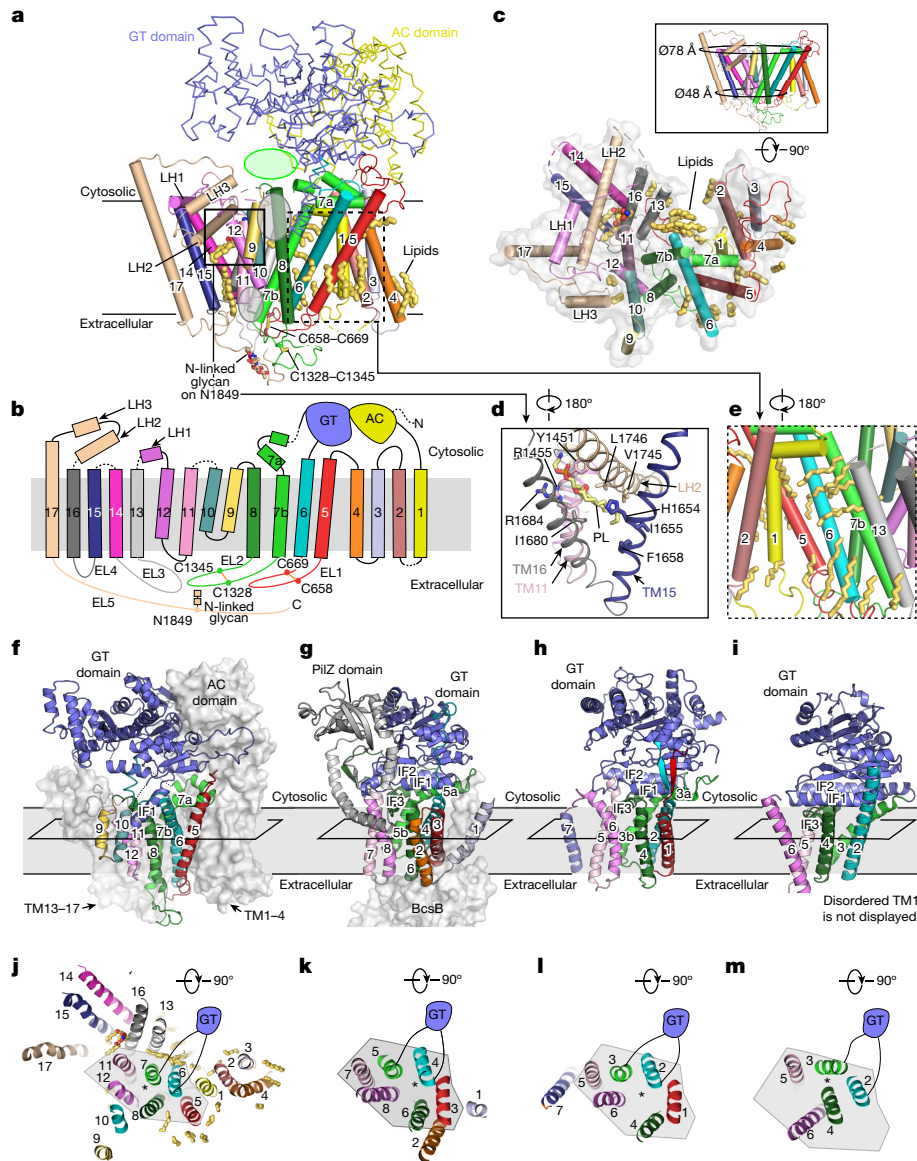 a
GT domain
AC domain
LH1
LH3
Cytosolic
7a
12
9
LH2
14
15
17
10
11
8
7b
6
1
5
3
2
4
Lipids
Extracellular
C658–C669
C1328–C1345
N-linked
glycan
on N1849
c
Ø78 Å
Ø48 Å
90º
LH2
14
Lipids
15
16
13
2
3
LH1
11
17
12
7b
7a
1
4
8
5
LH3
10
6
9
b
LH3
LH2
LH1
GT
AC
N
Cytosolic
7a
17
16
15
14
13
12
11
10
9
8
7b
6
5
4
3
2
1
C1345
EL2
C669
EL4
EL3
EL1
C1328
C658
Extracellular
EL5
N-linked
glycan
N1849
C
d
180º
Y1451
L1746
R1455
V1745
LH2
R1684
H1654
PL
I1655
I1680
F1658
TM16
TM11
TM15
e
180º
7b
13
2
1
5
6
f
GT
domain
AC
domain
IF1
7a
9
10
11
7b
5
6
12
8
TM13–17
TM1–4
g
PilZ domain
GT
domain
IF2
IF1
5a
Cytosolic
IF3
5b
4
3
1
7
8
2
6
Extracellular
BcsB
h
GT
domain
IF2
IF1
3a
Cytosolic
IF3
6
7
5
3b
2
4
1
Extracellular
i
GT
domain
IF2
IF1
IF3
6
5
4
3
2
Disordered TM1
is not displayed
j
90º
14
16
13
15
GT
17
11
7
6
3
2
12
1
4
10
8
*
5
9
k
90º
GT
5
4
7
*
8
6
3
1
2
l
90º
GT
3
2
5
*
6
7
1
4
m
90º
GT
3
5
*
2
4
6